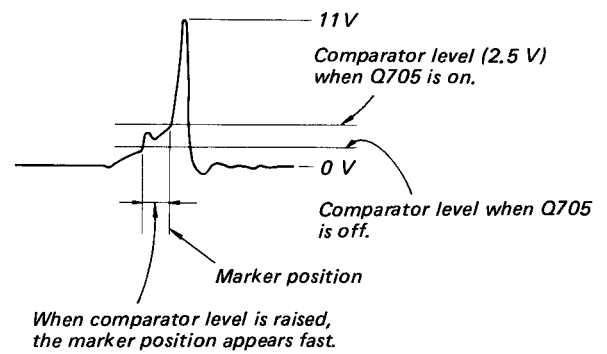 11V
Comparator level (2.5 V)
when Q705 is on.
0 V
Comparator level when Q705
is off.
Marker position
When comparator level is raised,
the marker position appears fast.